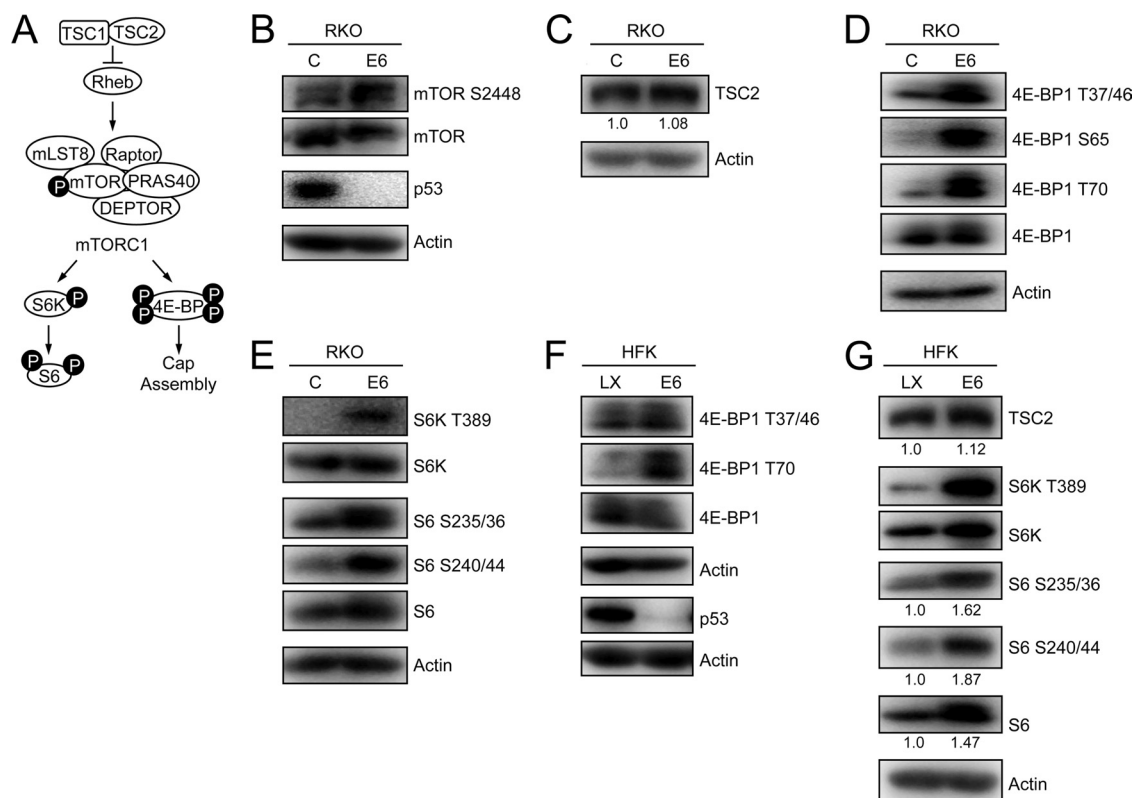 A
TSC1 TSC2
Rheb
mLST8 Raptor
P mTOR PRAS40
DEPTOR
mTORC1
S6K P
P P 4E-BP P P
P P S6
Cap
Assembly
B
RKO
C E6
mTOR S2448
mTOR
p53
Actin
C
RKO
C E6
TSC2
1.0 1.08
Actin
D
RKO
C E6
4E-BP1 T37/46
4E-BP1 S65
4E-BP1 T70
4E-BP1
Actin
E
RKO
C E6
S6K T389
S6K
S6 S235/36
S6 S240/44
S6
Actin
F
HFK
LX E6
4E-BP1 T37/46
4E-BP1 T70
4E-BP1
Actin
p53
Actin
G
HFK
LX E6
TSC2
1.0 1.12
S6K T389
S6K
S6 S235/36
1.0 1.62
S6 S240/44
1.0 1.87
S6
1.0 1.47
Actin